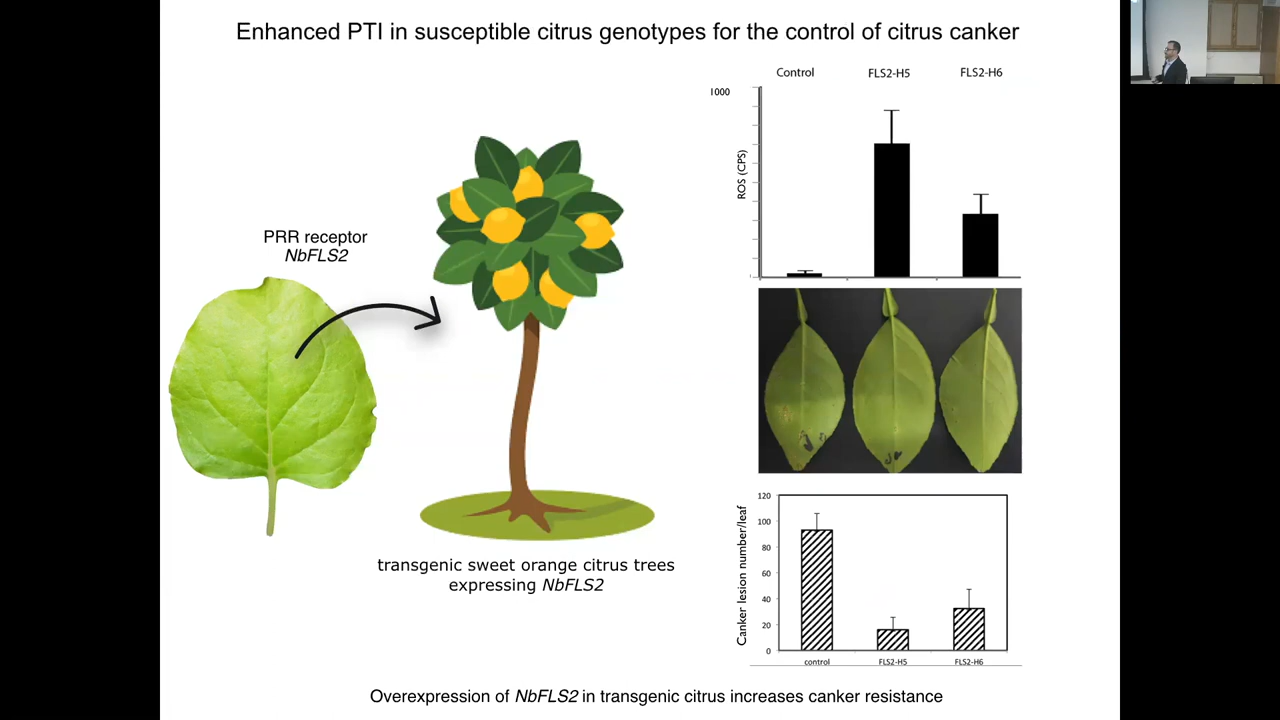 Enhanced PTI in susceptible citrus genotypes for the control of citrus canker
PRR receptor
NbFLS2
transgenic sweet orange citrus trees
expressing NbFLS2
Control FLS2-H5 FLS2-H6
1000
ROS (CPS)
120
100
80
60
40
20
0
Canker lesion number/leaf
control FLS2-H5 FLS2-H6
Overexpression of NbFLS2 in transgenic citrus increases canker resistance